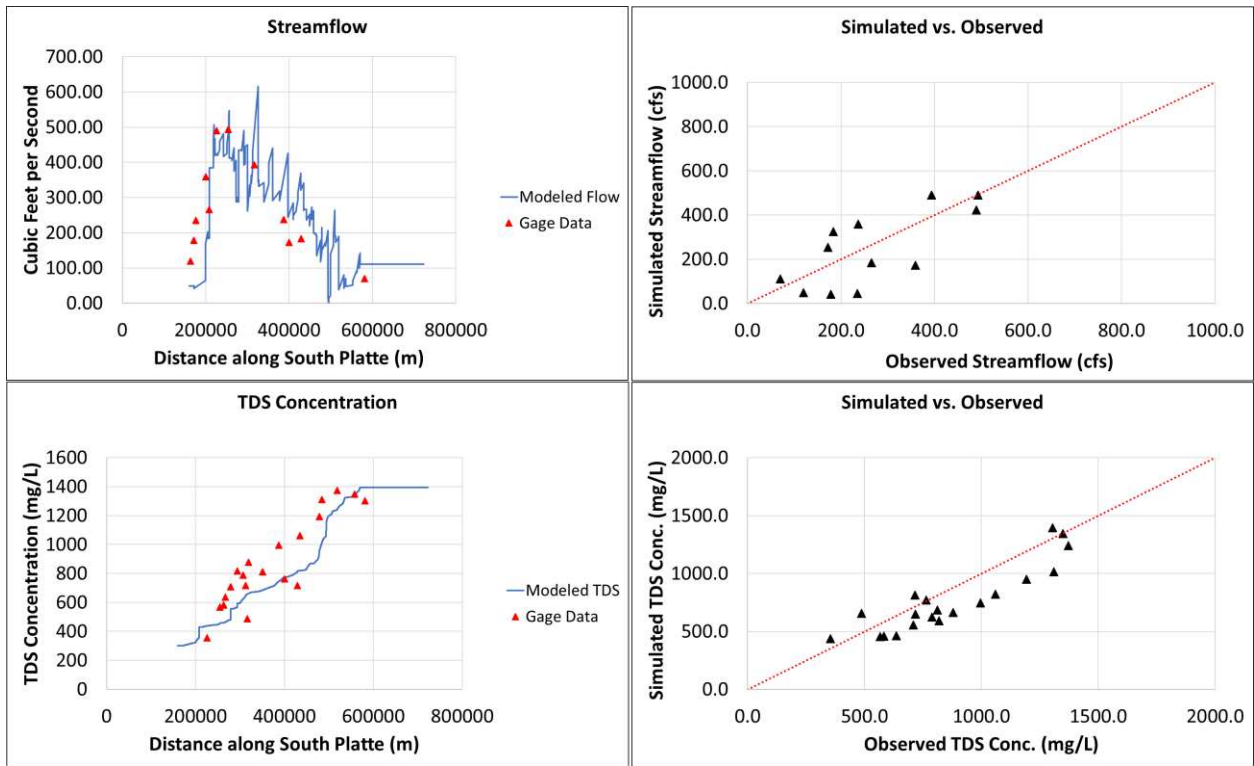 Streamflow
700.00
600.00
500.00
400.00
300.00
200.00
100.00
0.00
Cubic Feet per Second
0 200000 400000 600000 800000
Distance along South Platte (m)
Modeled Flow
Gage Data
Simulated vs. Observed
1000.0
800.0
600.0
400.0
200.0
0.0
Simulated Streamflow (cfs)
0.0 200.0 400.0 600.0 800.0 1000.0
Observed Streamflow (cfs)
TDS Concentration
1600
1400
1200
1000
800
600
400
200
0
TDS Concentration (mg/L)
0 200000 400000 600000 800000
Distance along South Platte (m)
Modeled TDS
Gage Data
Simulated vs. Observed
2000.0
1500.0
1000.0
500.0
0.0
Simulated TDS Conc. (mg/L)
0.0 500.0 1000.0 1500.0 2000.0
Observed TDS Conc. (mg/L)